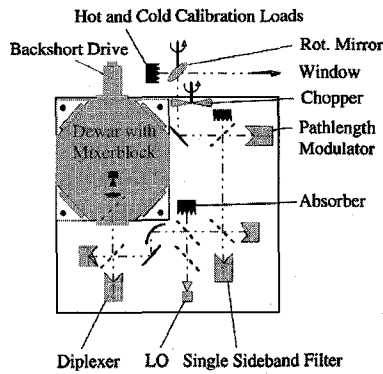 Hot and Cold Calibration Loads
Backshort Drive
Rot. Mirror
Window
Chopper
Dewar with
Mixerblock
Pathlength
Modulator
Absorber
Diplexer
LO
Single Sideband Filter